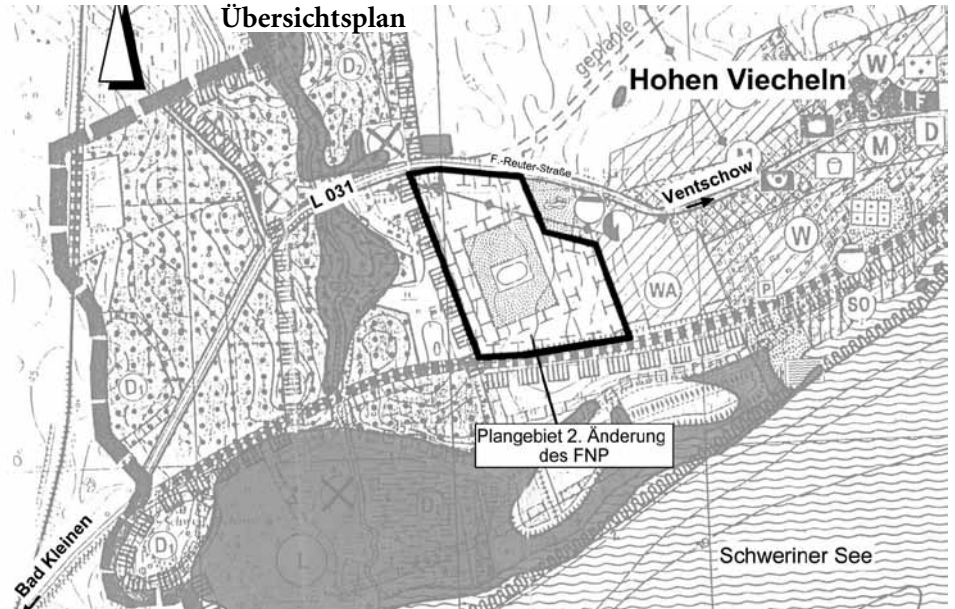 Übersichtsplan
D₂
geplante
Hohen Viecheln
W
F
D
M
F.-Reuter-Straße
L 031
Ventschow
W
WA
P
SO
D
Plangebiet 2. Änderung
des FNP
D
L
D₁
Bad Kleinen
Schweriner See